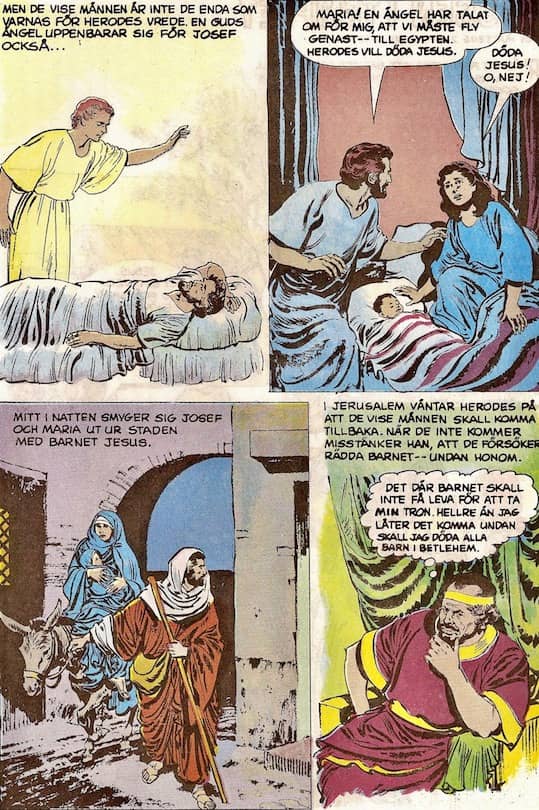 MEN DE VISE MÄNNEN ÄR INTE DE ENDA SOM
VARNAS FÖR HERODES VREDE. EN GUDS
ÄNGEL UPPENBARAR SIG FÖR JOSEF
OCKSÅ...
MARIA! EN ÄNGEL HAR TALAT
OM FÖR MIG, ATT VI MÅSTE FLY
GENAST -- TILL EGYPTEN.
HERODES VILL DÖDA JESUS.
DÖDA
JESUS!
O, NEJ!
MITT I NATTEN SMYGER SIG JOSEF
OCH MARIA UT UR STADEN
MED BARNET JESUS.
I JERUSALEM VÄNTAR HERODES PÅ
ATT DE VISE MÄNNEN SKALL KOMMA
TILLBAKA. NÄR DE INTE KOMMER
MISSTÄNKER HAN, ATT DE FÖRSÖKER
RÄDDA BARNET -- UNDAN HONOM.
DET DÄR BARNET SKALL
INTE FÅ LEVA FÖR ATT TA
MIN TRON. HELLRE ÄN JAG
LÅTER DET KOMMA UNDAN
SKALL JAG DÖDA ALLA
BARN I BETLEHEM.